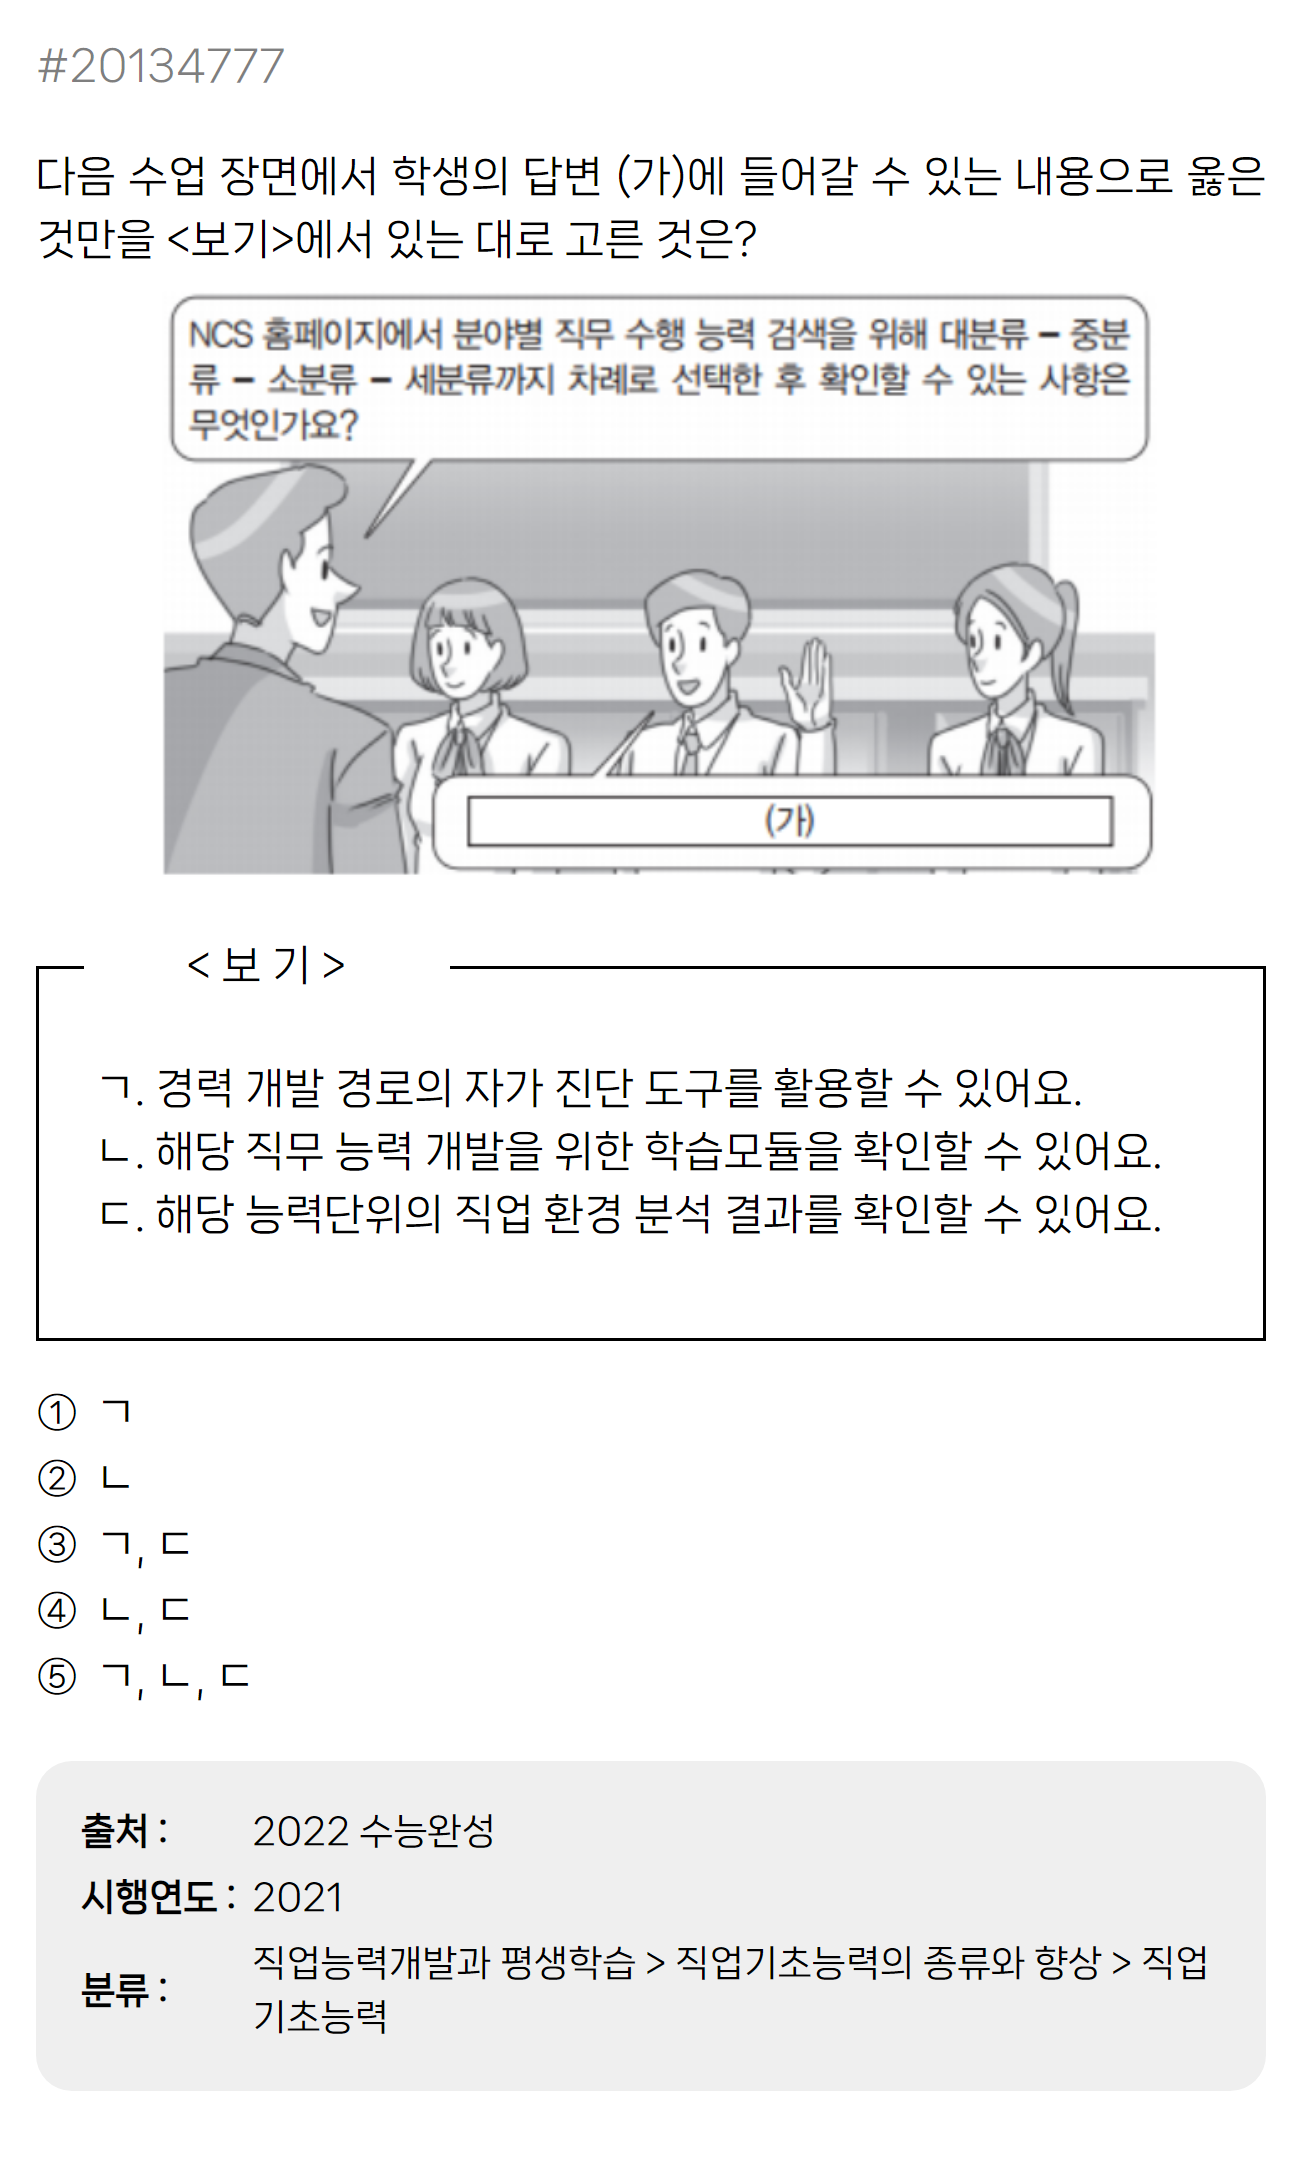 #20134777
다음 수업 장면에서 학생의 답변 (가)에 들어갈 수 있는 내용으로 옳은
것만을 <보기>에서 있는 대로 고른 것은?
NCS 홈페이지에서 분야별 직무 수행 능력 검색을 위해 대분류 - 중분
류 - 소분류 - 세분류까지 차례로 선택한 후 확인할 수 있는 사항은
무엇인가요?
(가)
< 보 기 >
ㄱ. 경력 개발 경로의 자가 진단 도구를 활용할 수 있어요.
ㄴ. 해당 직무 능력 개발을 위한 학습모듈을 확인할 수 있어요.
ㄷ. 해당 능력단위의 직업 환경 분석 결과를 확인할 수 있어요.
① ㄱ
② ㄴ
③ ㄱ, ㄷ
④ ㄴ, ㄷ
⑤ ㄱ, ㄴ, ㄷ
출처 : 2022 수능완성
시행연도 : 2021
분류 : 직업능력개발과 평생학습 > 직업기초능력의 종류와 향상 > 직업
기초능력